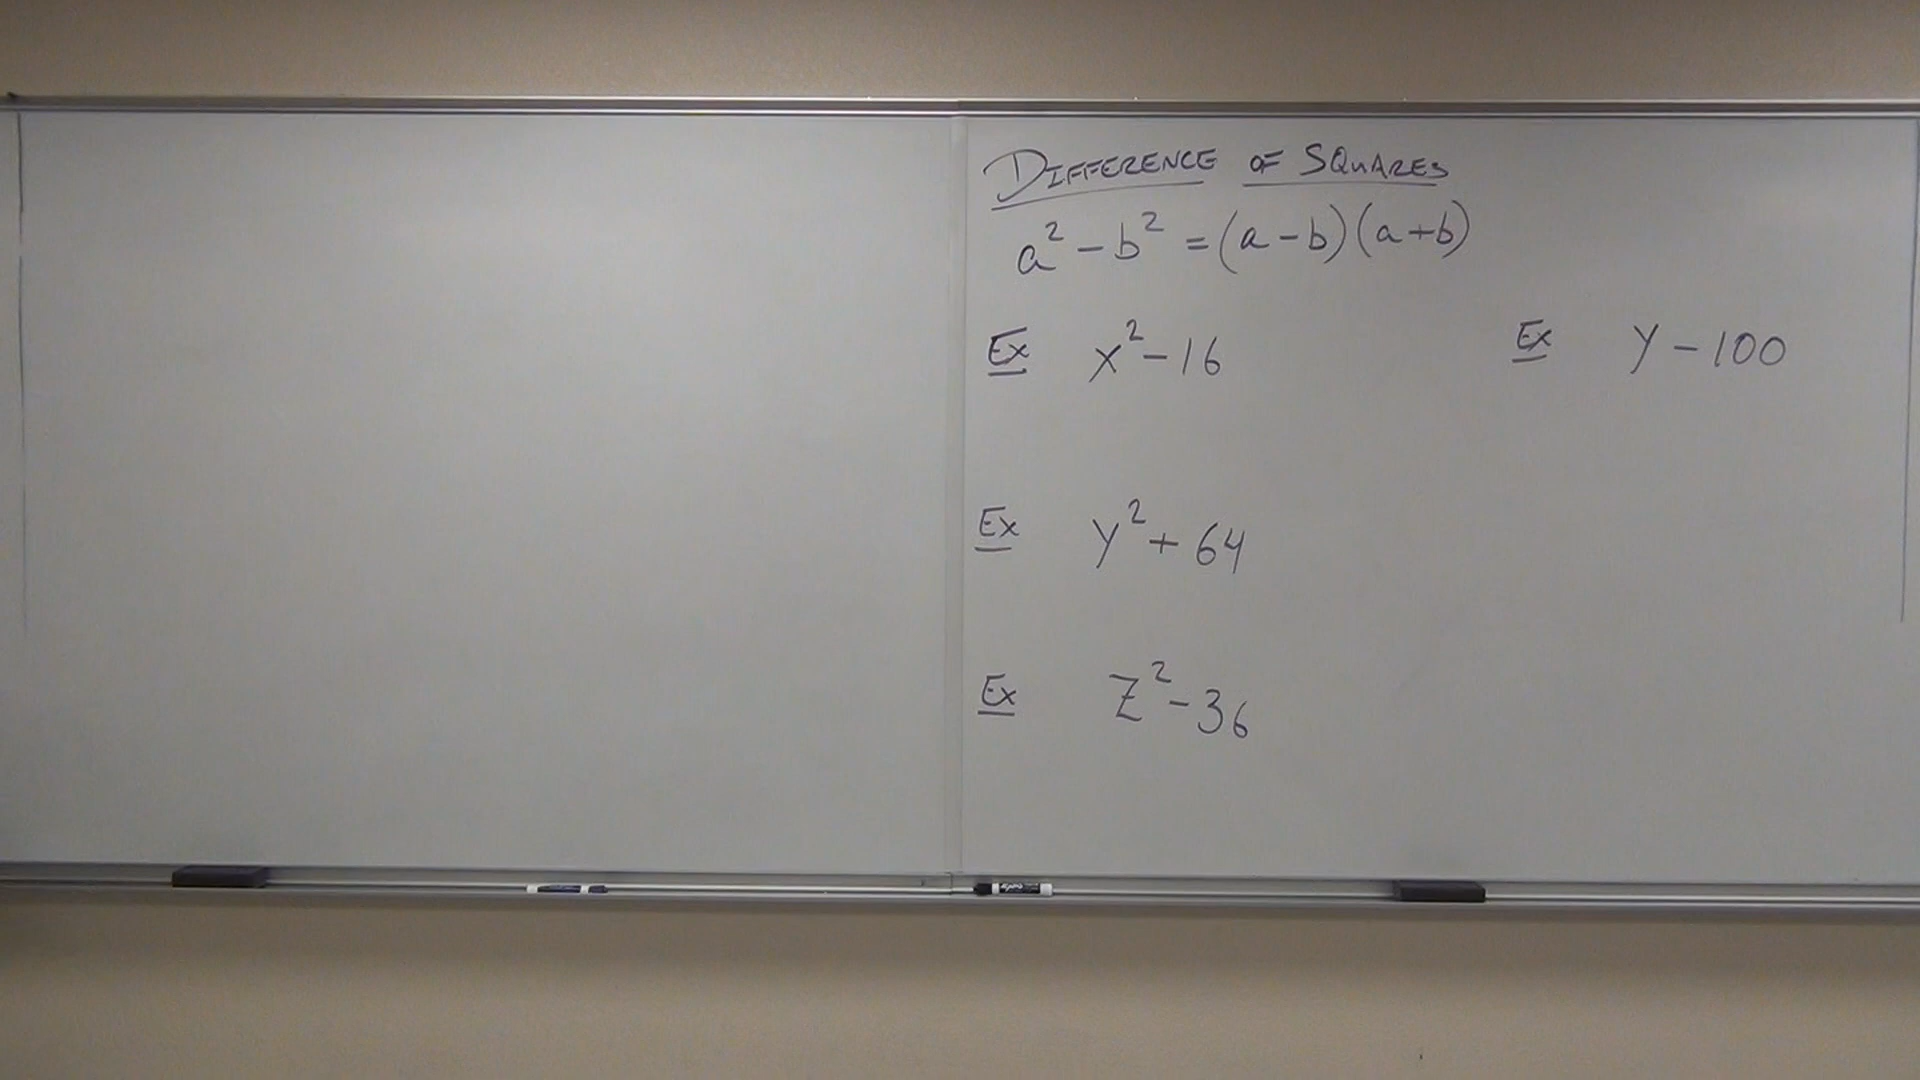 DIFFERENCE OF SQUARES
a² - b² = (a - b)(a + b)
Ex x² - 16
Ex y² + 64
Ex z² - 36
Ex y - 100